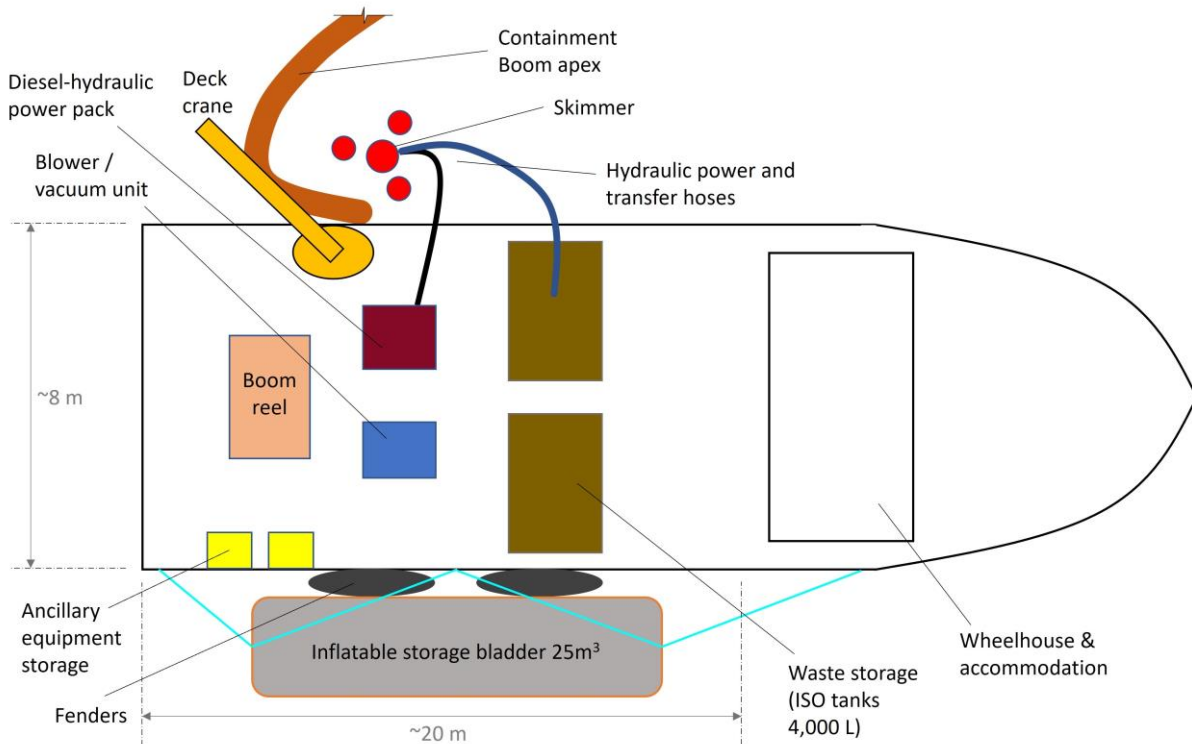 Containment
Boom apex
Diesel-hydraulic
power pack
Deck
crane
Skimmer
Blower /
vacuum unit
Hydraulic power and
transfer hoses
~8 m
Boom
reel
Ancillary
equipment
storage
Inflatable storage bladder 25m³
Wheelhouse &
accommodation
Waste storage
(ISO tanks
4,000 L)
Fenders
~20 m